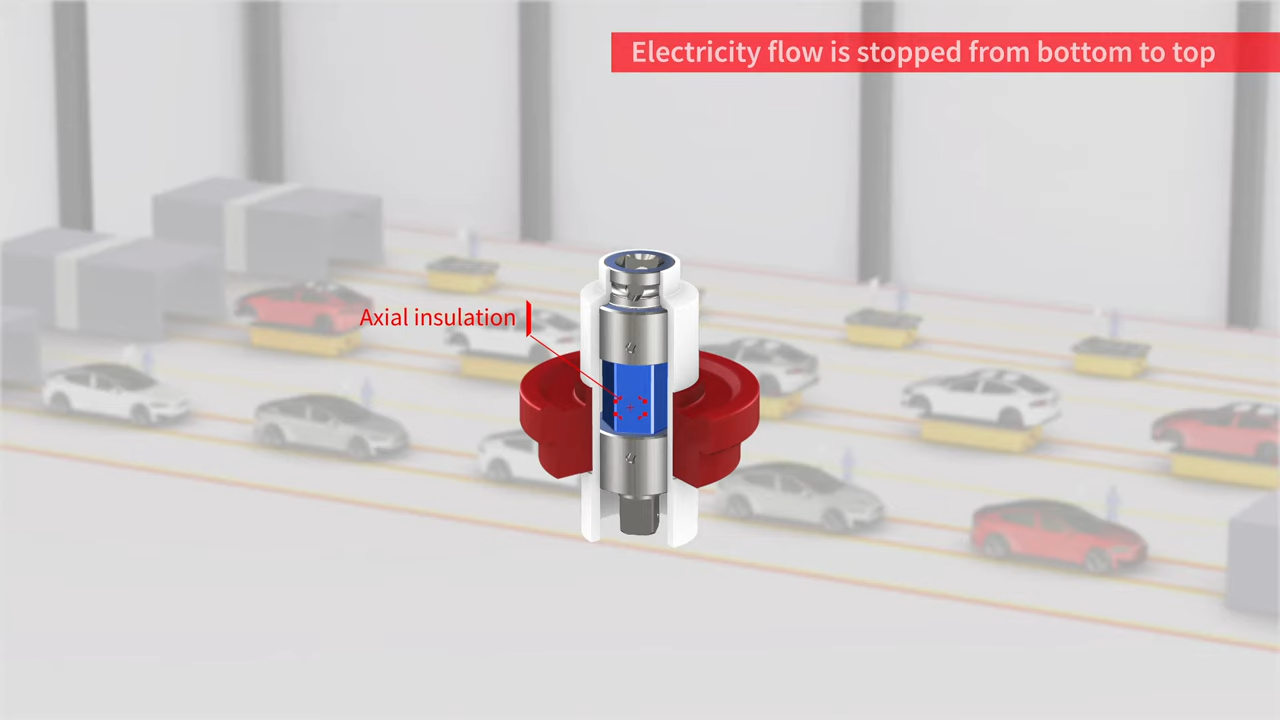 Electricity flow is stopped from bottom to top
Axial insulation